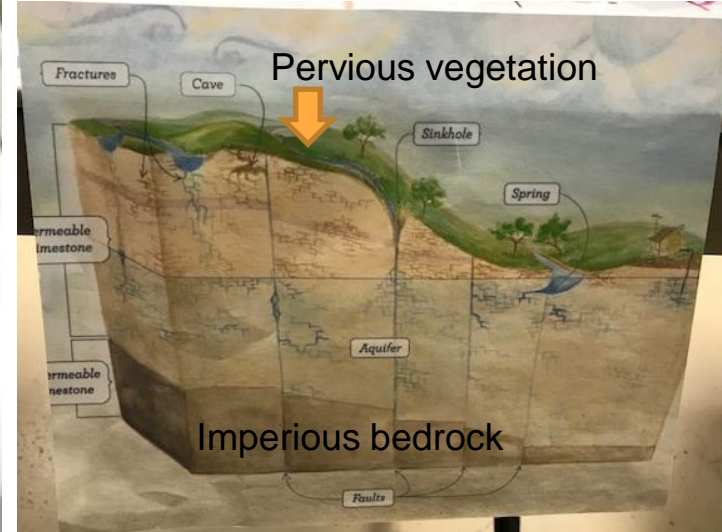 Pervious vegetation
Fractures
Cave
Sinkhole
Spring
ermeable
imestone
Aquifer
ermeable
nestone
Imperious bedrock
Faults